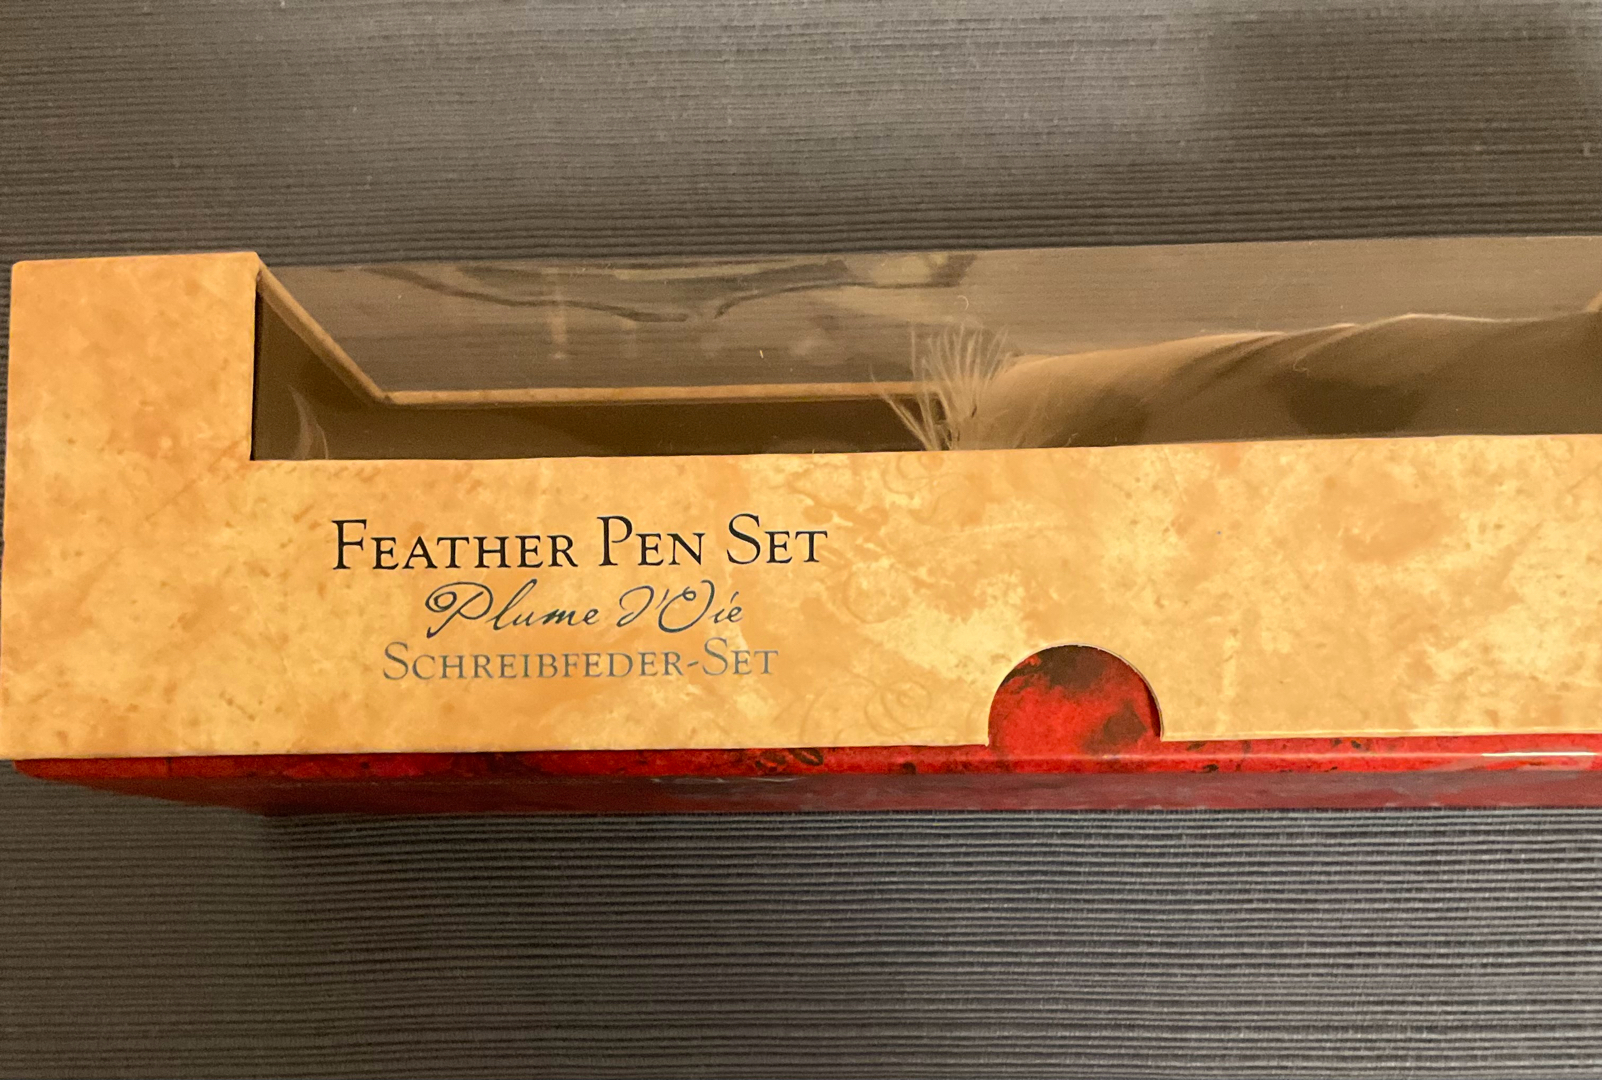 Feather Pen Set
Plume d'Oie
Schreibfeder-Set